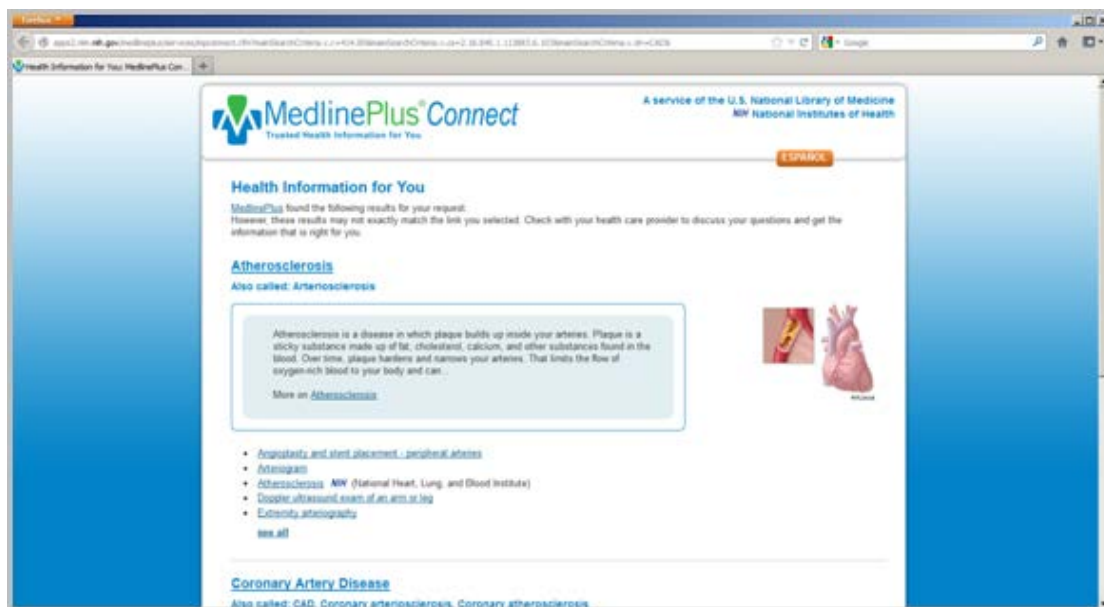 Firefox
Health Information for You: MedlinePlus Con...
Google
MedlinePlus® Connect
Trusted Health Information for You
A service of the U.S. National Library of Medicine
NIH National Institutes of Health
ESPAÑOL
Health Information for You
MedlinePlus found the following results for your request:
However, these results may not exactly match the link you selected. Check with your health care provider to discuss your questions and get the
information that is right for you.
Atherosclerosis
Also called: Arteriosclerosis
Atherosclerosis is a disease in which plaque builds up inside your arteries. Plaque is a
sticky substance made up of fat, cholesterol, calcium, and other substances found in the
blood. Over time, plaque hardens and narrows your arteries. That limits the flow of
oxygen-rich blood to your body and can...
More on Atherosclerosis
• Angioplasty and stent placement - peripheral arteries
• Arteriogram
• Atherosclerosis NIH (National Heart, Lung, and Blood Institute)
• Doppler ultrasound exam of an arm or leg
• Extremity arteriography
see all
Coronary Artery Disease
Also called: CAD, Coronary arteriosclerosis, Coronary atherosclerosis